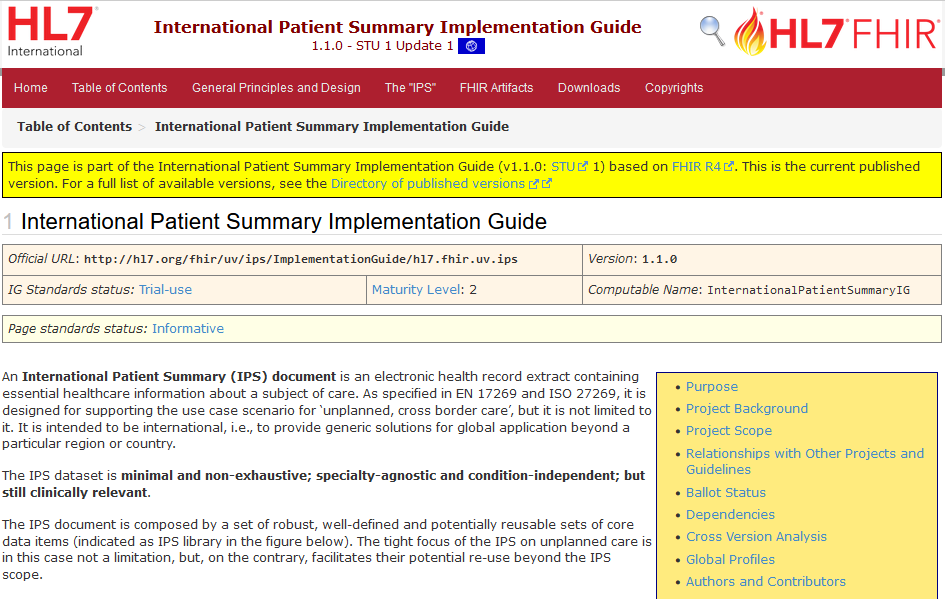 HL7®
International
International Patient Summary Implementation Guide
1.1.0 - STU 1 Update 1
HL7® FHIR®
Home
Table of Contents
General Principles and Design
The "IPS"
FHIR Artifacts
Downloads
Copyrights
Table of Contents > International Patient Summary Implementation Guide
This page is part of the International Patient Summary Implementation Guide (v1.1.0: STU 1) based on FHIR R4. This is the current published
version. For a full list of available versions, see the Directory of published versions
1 International Patient Summary Implementation Guide
Official URL: http://hl7.org/fhir/uv/ips/ImplementationGuide/hl7.fhir.uv.ips
Version: 1.1.0
IG Standards status: Trial-use
Maturity Level: 2
Computable Name: InternationalPatientSummaryIG
Page standards status: Informative
An International Patient Summary (IPS) document is an electronic health record extract containing
essential healthcare information about a subject of care. As specified in EN 17269 and ISO 27269, it is
designed for supporting the use case scenario for ‘unplanned, cross border care’, but it is not limited to
it. It is intended to be international, i.e., to provide generic solutions for global application beyond a
particular region or country.
The IPS dataset is minimal and non-exhaustive; specialty-agnostic and condition-independent; but
still clinically relevant.
The IPS document is composed by a set of robust, well-defined and potentially reusable sets of core
data items (indicated as IPS library in the figure below). The tight focus of the IPS on unplanned care is
in this case not a limitation, but, on the contrary, facilitates their potential re-use beyond the IPS
scope.
• Purpose
• Project Background
• Project Scope
• Relationships with Other Projects and
Guidelines
• Ballot Status
• Dependencies
• Cross Version Analysis
• Global Profiles
• Authors and Contributors